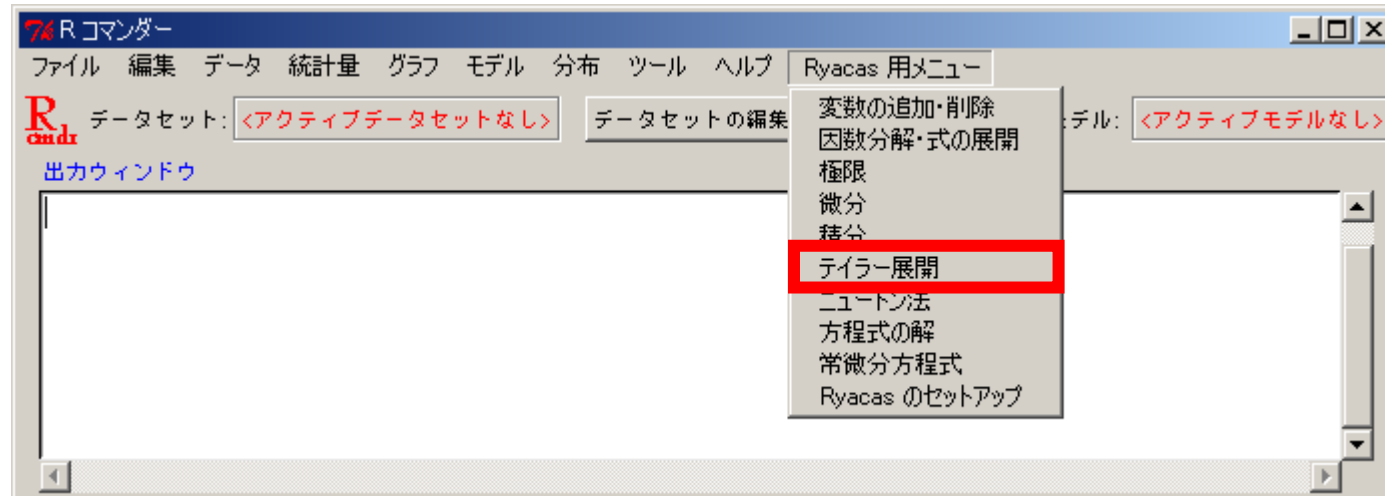 R コマンダー
ファイル 編集 データ 統計量 グラフ モデル 分布 ツール ヘルプ Ryacas 用メニュー
R cmdr データセット: <アクティブデータセットなし> データセットの編集 モデル: <アクティブモデルなし>
出力ウィンドウ
変数の追加・削除
因数分解・式の展開
極限
微分
積分
テイラー展開
ニュートン法
方程式の解
常微分方程式
Ryacas のセットアップ